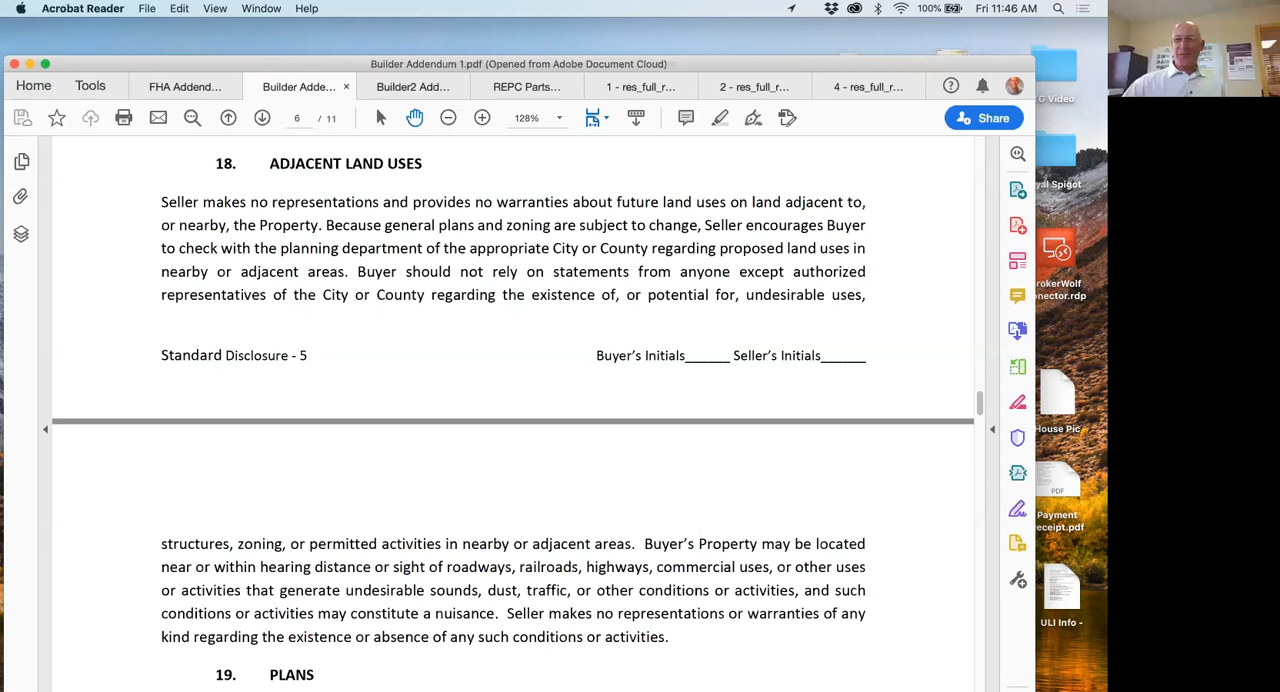 Acrobat Reader File Edit View Window Help 100% Fri 11:46 AM
Builder Addendum 1.pdf (Opened from Adobe Document Cloud)
Home Tools FHA Addend... Builder Adde... × Builder2 Add... REPC Parts... 1 - res_full_r... 2 - res_full_r... 4 - res_full_r...
6 / 11 128% Share
18. ADJACENT LAND USES
Seller makes no representations and provides no warranties about future land uses on land adjacent to,
or nearby, the Property. Because general plans and zoning are subject to change, Seller encourages Buyer
to check with the planning department of the appropriate City or County regarding proposed land uses in
nearby or adjacent areas. Buyer should not rely on statements from anyone except authorized
representatives of the City or County regarding the existence of, or potential for, undesirable uses,
Standard Disclosure - 5 Buyer's Initials______ Seller's Initials______
structures, zoning, or permitted activities in nearby or adjacent areas. Buyer's Property may be located
near or within hearing distance or sight of roadways, railroads, highways, commercial uses, or other uses
or activities that generate undesirable noises, dust, traffic, or other conditions or activities, and such
conditions or activities may constitute a nuisance. Seller makes no representations or warranties of any
kind regarding the existence or absence of any such conditions or activities.
19. PLANS
TG Video
yal Spigot
rokerWolf
nector.rdp
House Pic
PDF
Payment
eceipt.pdf
ULI Info -